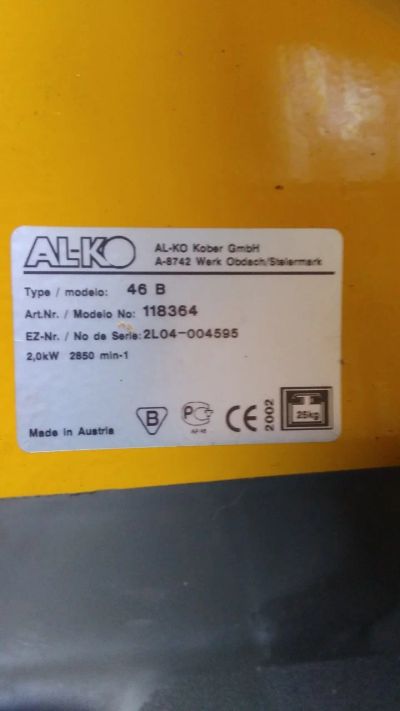 AL-KO
AL-KO Kober GmbH
A-8742 Werk Obdach/Steiermark
Type / modelo: 46 B
Art.Nr. / Modelo No: 118364
EZ-Nr. / No de Serie: 2L04-004595
2,0kW 2850 min-1
Made in Austria
B
CE
2002
25kg